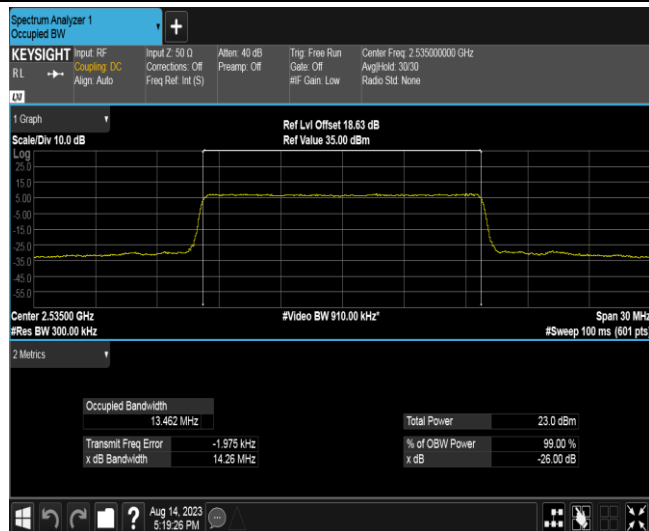 Spectrum Analyzer 1
Occupied BW
+
KEYSIGHT
RL
LXI
Input: RF
Coupling: DC
Align: Auto
Input Z: 50 Ω
Corrections: Off
Freq Ref: Int (S)
Atten: 40 dB
Preamp: Off
Trig: Free Run
Gate: Off
#IF Gain: Low
Center Freq: 2.535000000 GHz
Avg|Hold: 30/30
Radio Std: None
1 Graph
Scale/Div 10.0 dB
Ref Lvl Offset 18.63 dB
Ref Value 35.00 dBm
Log
25.0
15.0
5.00
-5.00
-15.0
-25.0
-35.0
-45.0
-55.0
Center 2.53500 GHz
#Res BW 300.00 kHz
#Video BW 910.00 kHz*
Span 30 MHz
#Sweep 100 ms (601 pts)
2 Metrics
Occupied Bandwidth
13.462 MHz
Transmit Freq Error -1.975 kHz
x dB Bandwidth 14.26 MHz
Total Power 23.0 dBm
% of OBW Power 99.00 %
x dB -26.00 dB
?
Aug 14, 2023
5:19:26 PM